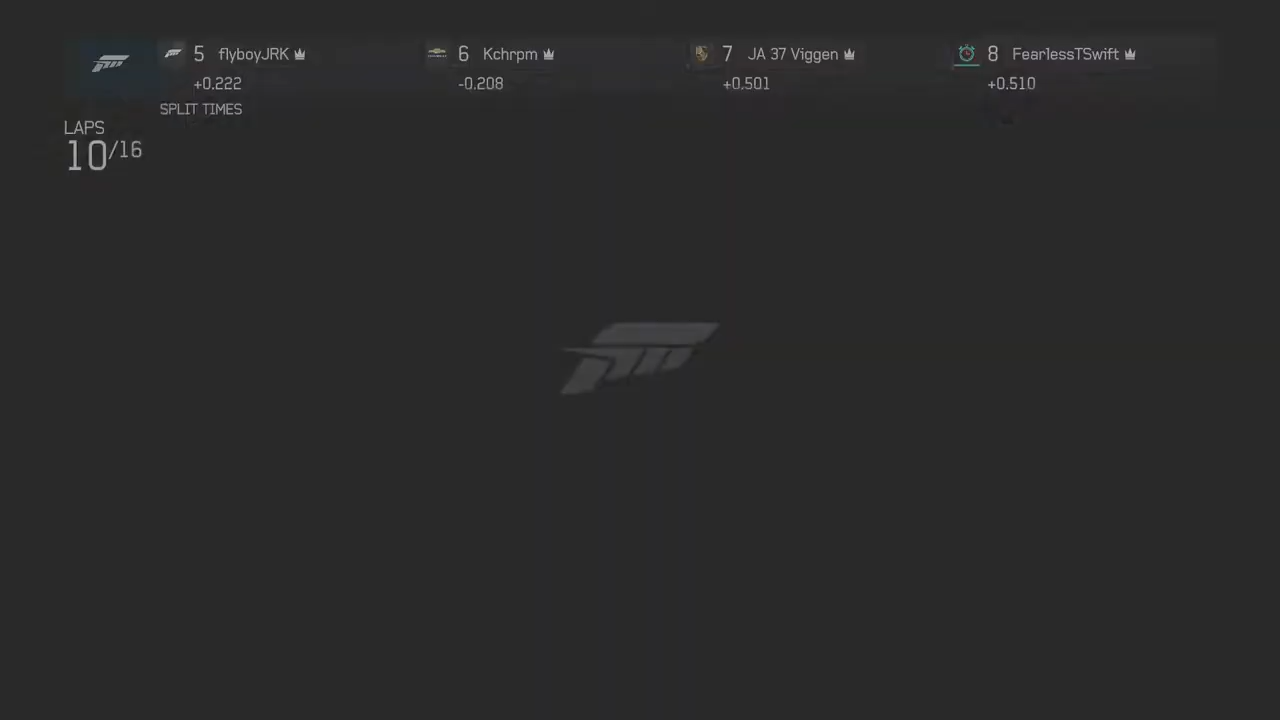 5 flyboyJRK 6 Kchrpm 7 JA 37 Viggen 8 FearlessTSwift
+0.222 -0.208 +0.501 +0.510
SPLIT TIMES
LAPS
10/16